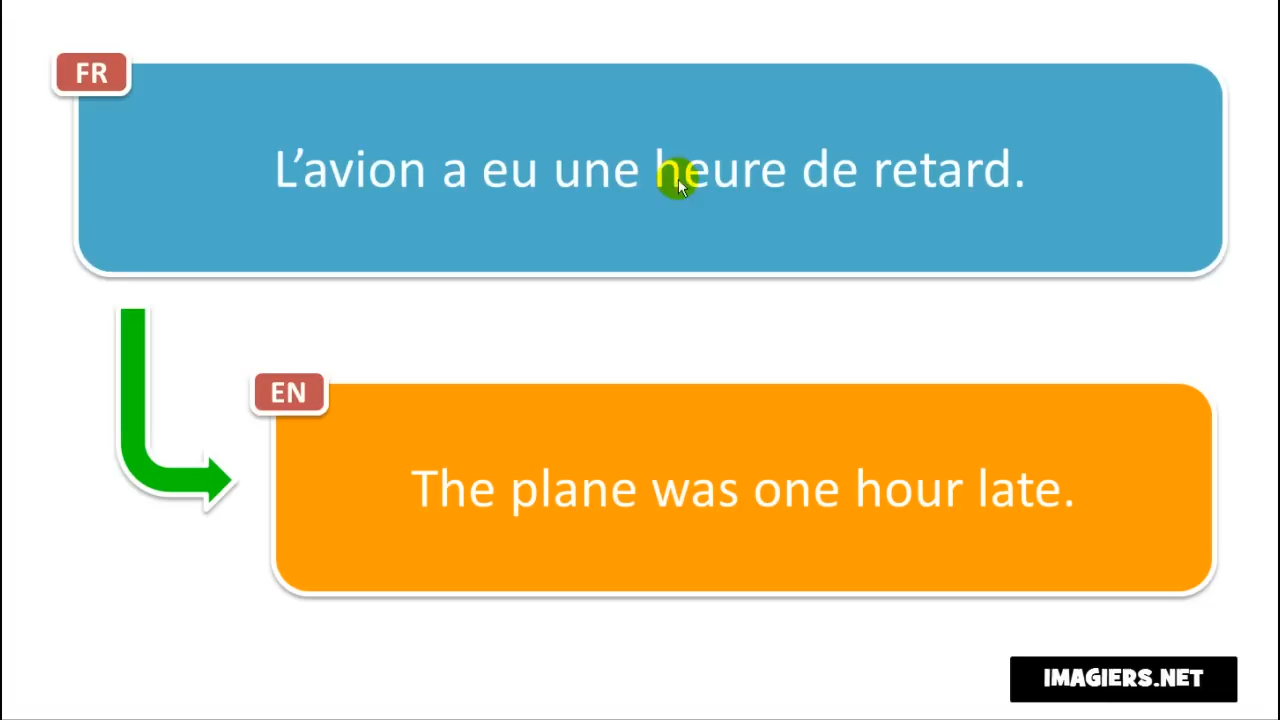 FR
L’avion a eu une heure de retard.
EN
The plane was one hour late.
IMAGIERS.NET